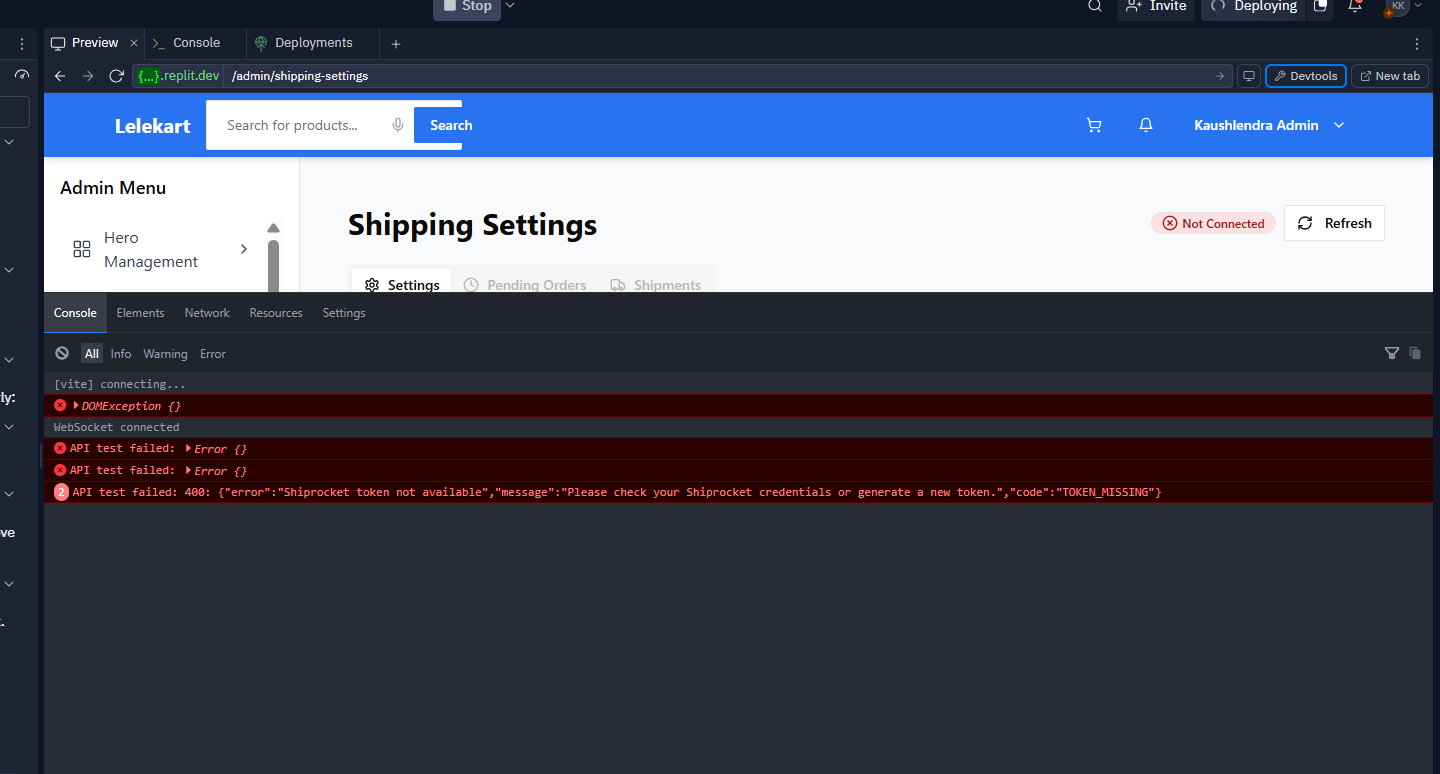 Stop
Invite
Deploying
KK
Preview
Console
Deployments
{...}.replit.dev
/admin/shipping-settings
Devtools
New tab
Lelekart
Search for products...
Search
Kaushlendra Admin
Admin Menu
Shipping Settings
Not Connected
Refresh
Hero
Management
Settings
Pending Orders
Shipments
Console
Elements
Network
Resources
Settings
All
Info
Warning
Error
[vite] connecting...
DOMException {}
WebSocket connected
API test failed: Error {}
API test failed: Error {}
2 API test failed: 400: {"error":"Shiprocket token not available","message":"Please check your Shiprocket credentials or generate a new token.","code":"TOKEN_MISSING"}
ly:
ove